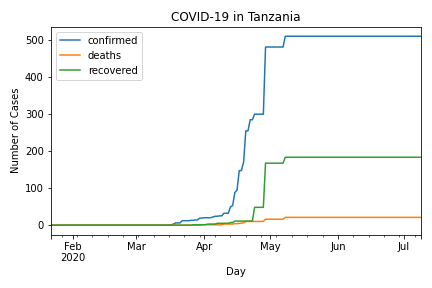 COVID-19 in Tanzania
500
400
300
200
100
0
Number of Cases
confirmed
deaths
recovered
Feb Mar Apr May Jun Jul
2020
Day